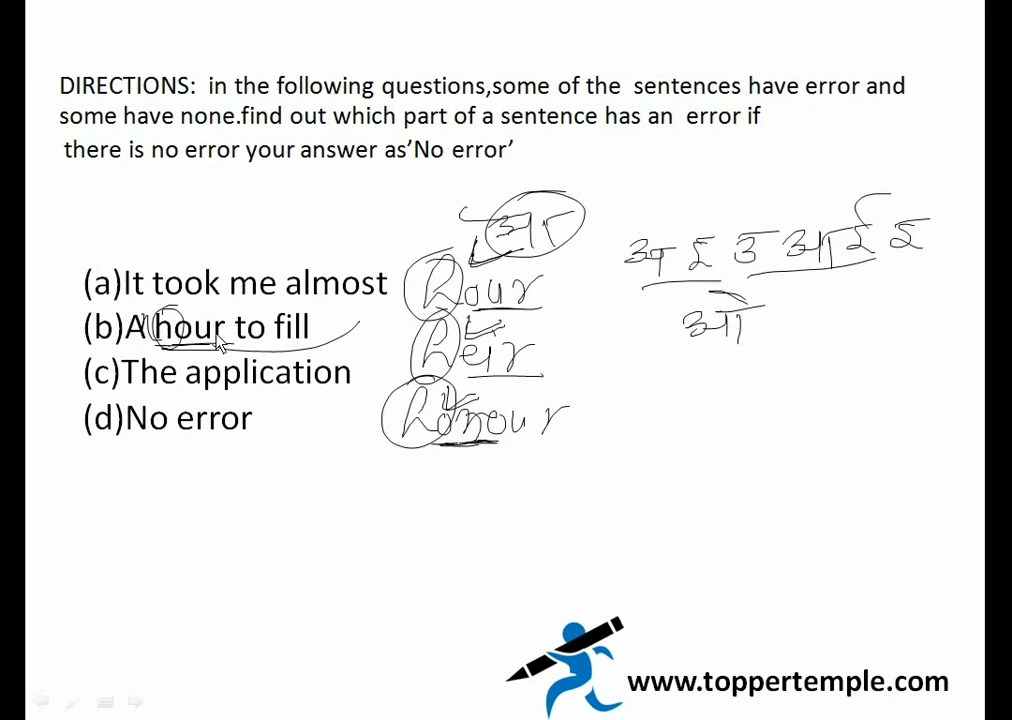 DIRECTIONS: in the following questions,some of the sentences have error and
some have none.find out which part of a sentence has an error if
there is no error your answer as'No error'
आ
अ इ उ आ ई
(a)It took me almost
hour
(b)A hour to fill
ओ
heir
(c)The application
(d)No error
honour
www.toppertemple.com